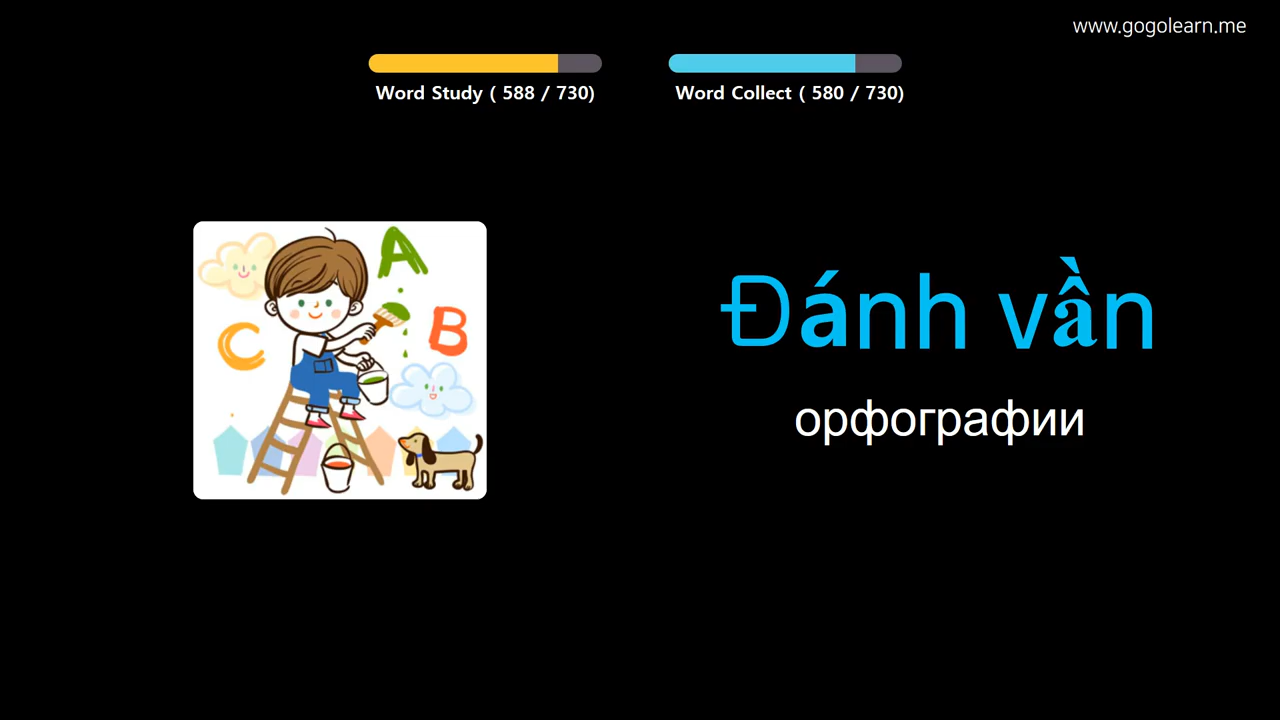 www.gogolearn.me
Word Study ( 588 / 730)
Word Collect ( 580 / 730)
A
B
C
Đánh vần
орфографии